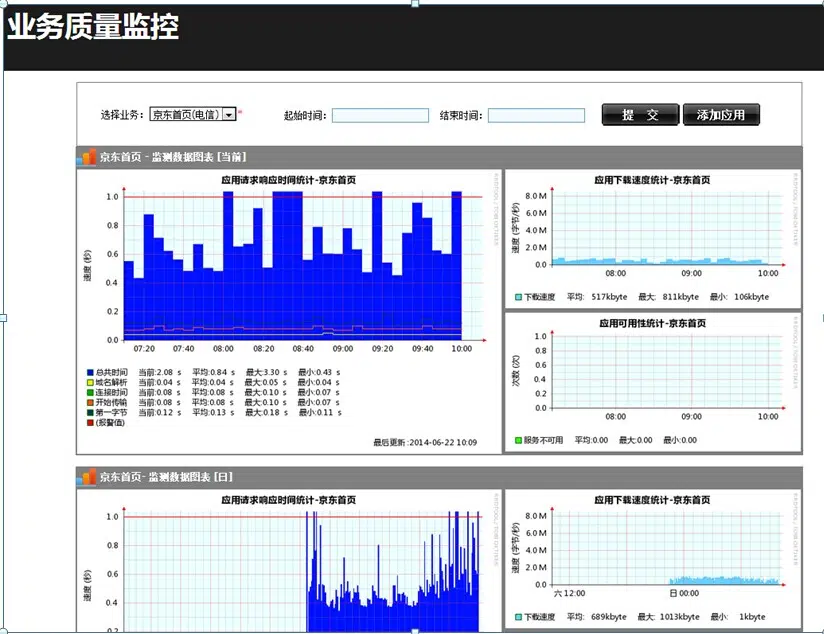 业务质量监控
选择业务: 京东首页(电信) * 起始时间: 结束时间: 提 交 添加应用
京东首页 - 监测数据图表 [当前]
应用请求响应时间统计-京东首页
速度 (秒)
1.0
0.8
0.6
0.4
0.2
0.0
07:20 07:40 08:00 08:20 08:40 09:00 09:20 09:40 10:00
总共时间 当前:2.08 s 平均:0.84 s 最大:3.30 s 最小:0.43 s
域名解析 当前:0.04 s 平均:0.04 s 最大:0.05 s 最小:0.04 s
连接时间 当前:0.08 s 平均:0.08 s 最大:0.10 s 最小:0.07 s
开始传输 当前:0.08 s 平均:0.08 s 最大:0.10 s 最小:0.07 s
第一字节 当前:0.12 s 平均:0.13 s 最大:0.18 s 最小:0.11 s
(报警值)
最后更新:2014-06-22 10:09
应用下载速度统计-京东首页
速度 (字节/秒)
8.0 M
6.0 M
4.0 M
2.0 M
0.0
08:00 09:00 10:00
下载速度 平均: 517kbyte 最大: 811kbyte 最小: 106kbyte
应用可用性统计-京东首页
次数 (次)
1.0
0.8
0.6
0.4
0.2
0.0
08:00 09:00 10:00
服务不可用 平均:0.00 最大:0.00 最小:0.00
京东首页- 监测数据图表 [日]
应用请求响应时间统计-京东首页
速度 (秒)
1.0
0.8
0.6
0.4
0.2
应用下载速度统计-京东首页
速度 (字节/秒)
8.0 M
6.0 M
4.0 M
2.0 M
0.0
六 12:00 日 00:00
下载速度 平均: 689kbyte 最大: 1013kbyte 最小: 1kbyte